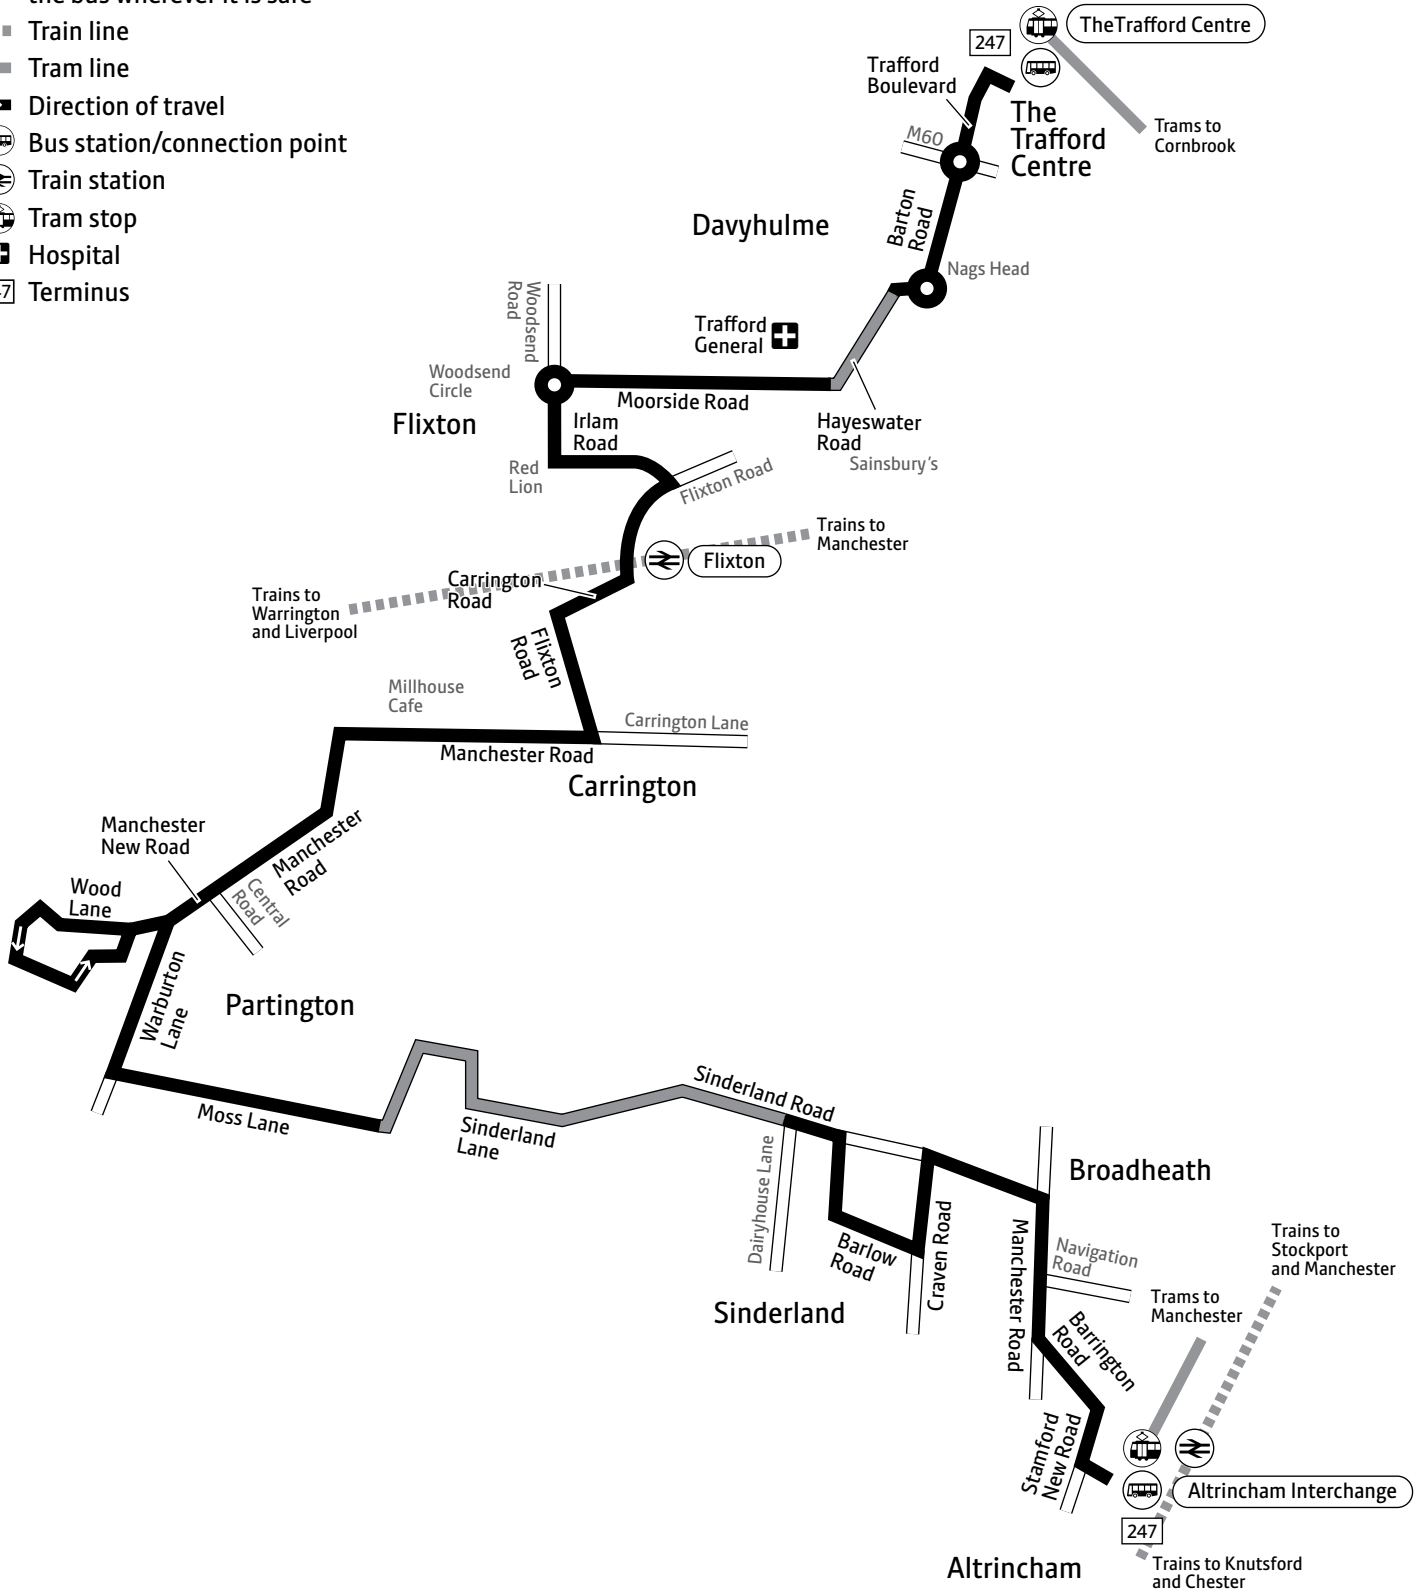 Train line
Tram line
Direction of travel
Bus station/connection point
Train station
Tram stop
Hospital
Terminus
247
TheTrafford Centre
Trafford
Boulevard
The
Trafford
Centre
Trams to
Cornbrook
M60
Barton
Road
Davyhulme
Nags Head
Woodsend
Road
Trafford
General
Woodsend
Circle
Moorside Road
Flixton
Irlam
Road
Hayeswater
Road
Sainsbury's
Red
Lion
Flixton Road
Trains to
Manchester
Flixton
Carrington
Road
Trains to
Warrington
and Liverpool
Flixton
Road
Millhouse
Cafe
Carrington Lane
Manchester Road
Carrington
Manchester
New Road
Manchester
Road
Central
Road
Wood
Lane
Warburton
Lane
Partington
Moss Lane
Sinderland
Lane
Sinderland Road
Dairyhouse Lane
Barlow
Road
Craven Road
Sinderland
Broadheath
Manchester Road
Navigation
Road
Trains to
Stockport
and Manchester
Trams to
Manchester
Barrington
Road
Stamford
New Road
Altrincham Interchange
247
Altrincham
Trains to Knutsford
and Chester